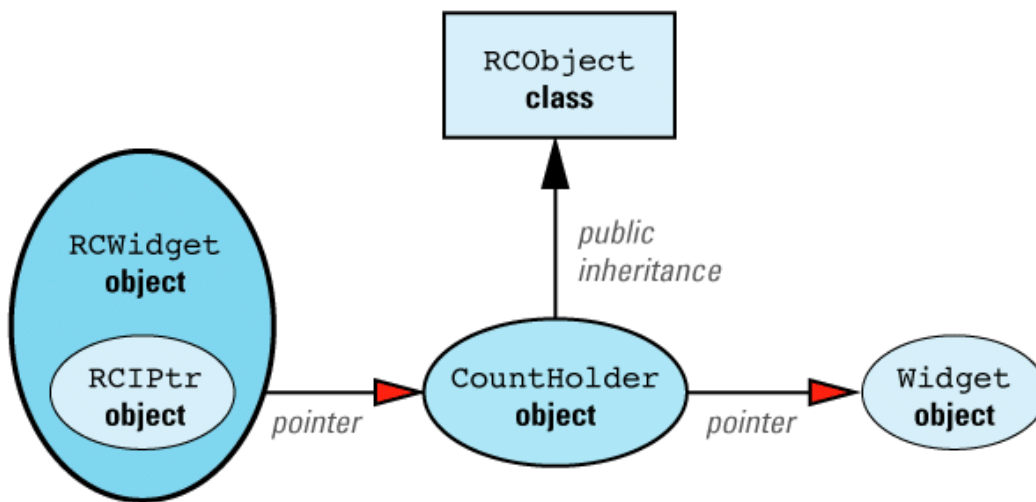 RCObject
class
RCWidget
object
public
inheritance
RCIPtr
object
pointer
CountHolder
object
pointer
Widget
object